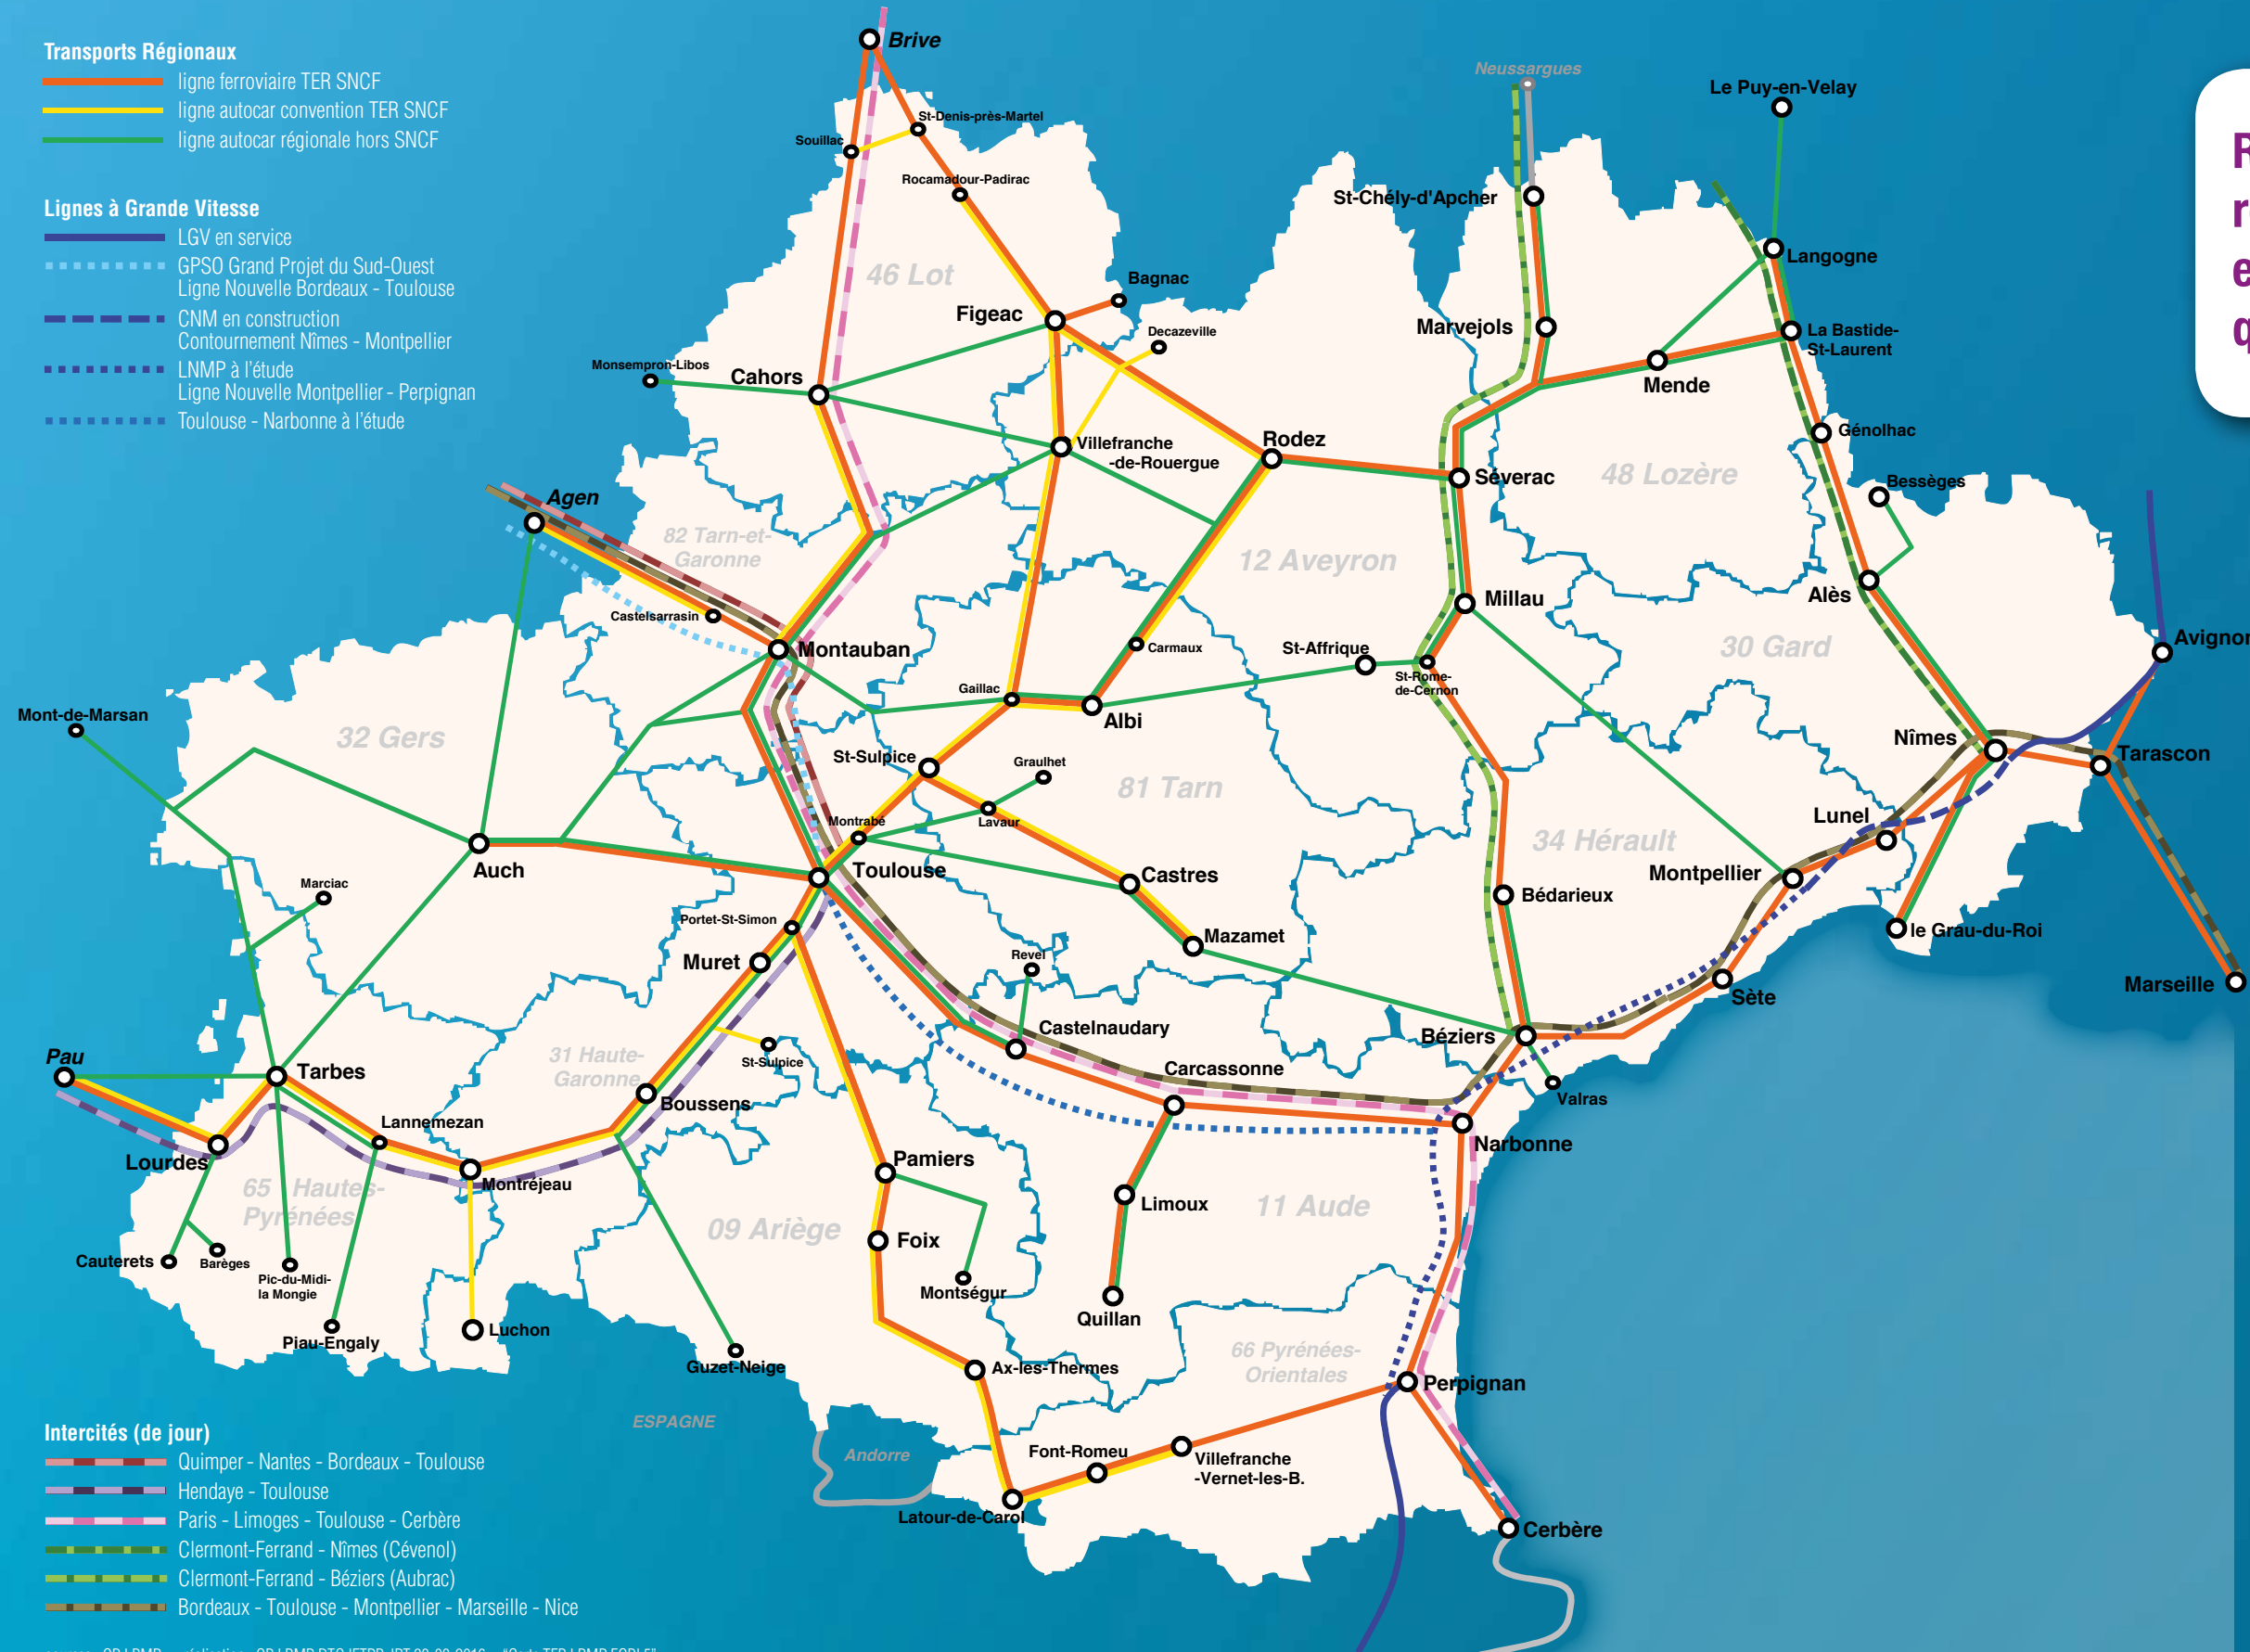 Transports Régionaux
ligne ferroviaire TER SNCF
ligne autocar convention TER SNCF
ligne autocar régionale hors SNCF
Lignes à Grande Vitesse
LGV en service
GPSO Grand Projet du Sud-Ouest
Ligne Nouvelle Bordeaux - Toulouse
CNM en construction
Contournement Nîmes - Montpellier
LNMP à l'étude
Ligne Nouvelle Montpellier - Perpignan
Toulouse - Narbonne à l'étude
Brive
Neussargues
Le Puy-en-Velay
St-Denis-près-Martel
Souillac
Rocamadour-Padirac
St-Chély-d'Apcher
Langogne
46 Lot
Bagnac
Figeac
Decazeville
Marvejols
La Bastide-
St-Laurent
Monsempron-Libos
Cahors
Mende
Génolhac
Villefranche
-de-Rouergue
Rodez
Séverac
48 Lozère
Bessèges
Agen
82 Tarn-et-
Garonne
12 Aveyron
Millau
Alès
Castelsarrasin
Montauban
Carmaux
St-Affrique
St-Rome-
de-Cernon
30 Gard
Gaillac
Albi
Mont-de-Marsan
32 Gers
Nîmes
Tarascon
St-Sulpice
Graulhet
81 Tarn
Lavaur
Montrabé
Lunel
34 Hérault
Auch
Toulouse
Castres
Montpellier
Marciac
Bédarieux
Portet-St-Simon
Muret
Mazamet
le Grau-du-Roi
Revel
Marseille
Sète
Castelnaudary
Béziers
Pau
Tarbes
31 Haute-
Garonne
St-Sulpice
Carcassonne
Boussens
Valras
Lannemezan
Narbonne
Lourdes
Montréjeau
Pamiers
65 Hautes-
Pyrénées
Limoux
11 Aude
09 Ariège
Foix
Cauterets
Barèges
Pic-du-Midi-
la Mongie
Montségur
Quillan
Piau-Engaly
Luchon
Guzet-Neige
Ax-les-Thermes
66 Pyrénées-
Orientales
Perpignan
ESPAGNE
Andorre
Font-Romeu
Villefranche
-Vernet-les-B.
Latour-de-Carol
Cerbère
Intercités (de jour)
Quimper - Nantes - Bordeaux - Toulouse
Hendaye - Toulouse
Paris - Limoges - Toulouse - Cerbère
Clermont-Ferrand - Nîmes (Cévenol)
Clermont-Ferrand - Béziers (Aubrac)
Bordeaux - Toulouse - Montpellier - Marseille - Nice